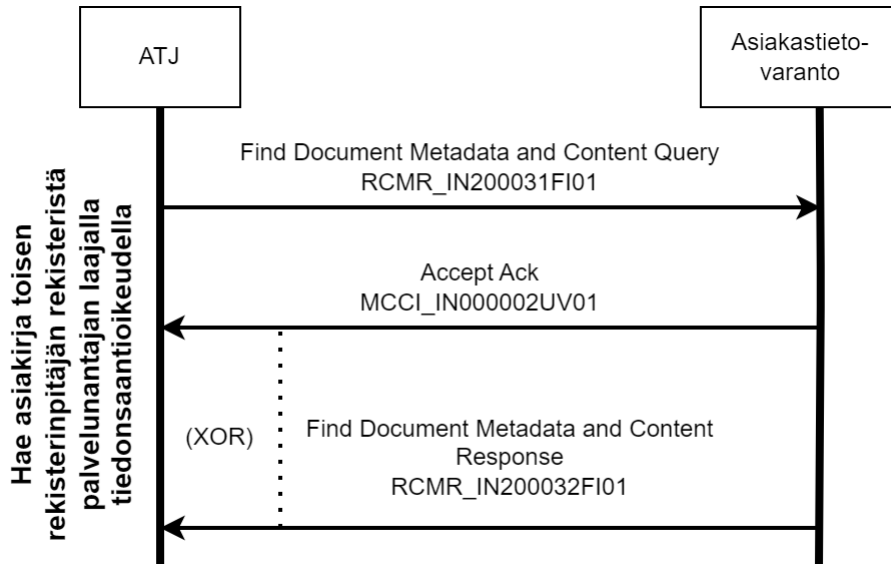 ATJ
Asiakastieto-
varanto
Hae asiakirja toisen
rekisterinpitäjän rekisteristä
palvelunantajan laajalla
tiedonsaantioikeudella
Find Document Metadata and Content Query
RCMR_IN200031FI01
Accept Ack
MCCI_IN000002UV01
(XOR)
Find Document Metadata and Content
Response
RCMR_IN200032FI01